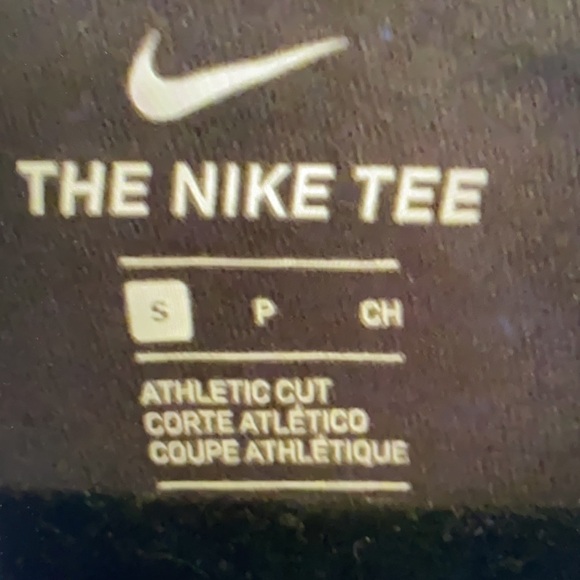 THE NIKE TEE
S P CH
ATHLETIC CUT
CORTE ATLÉTICO
COUPE ATHLÉTIQUE